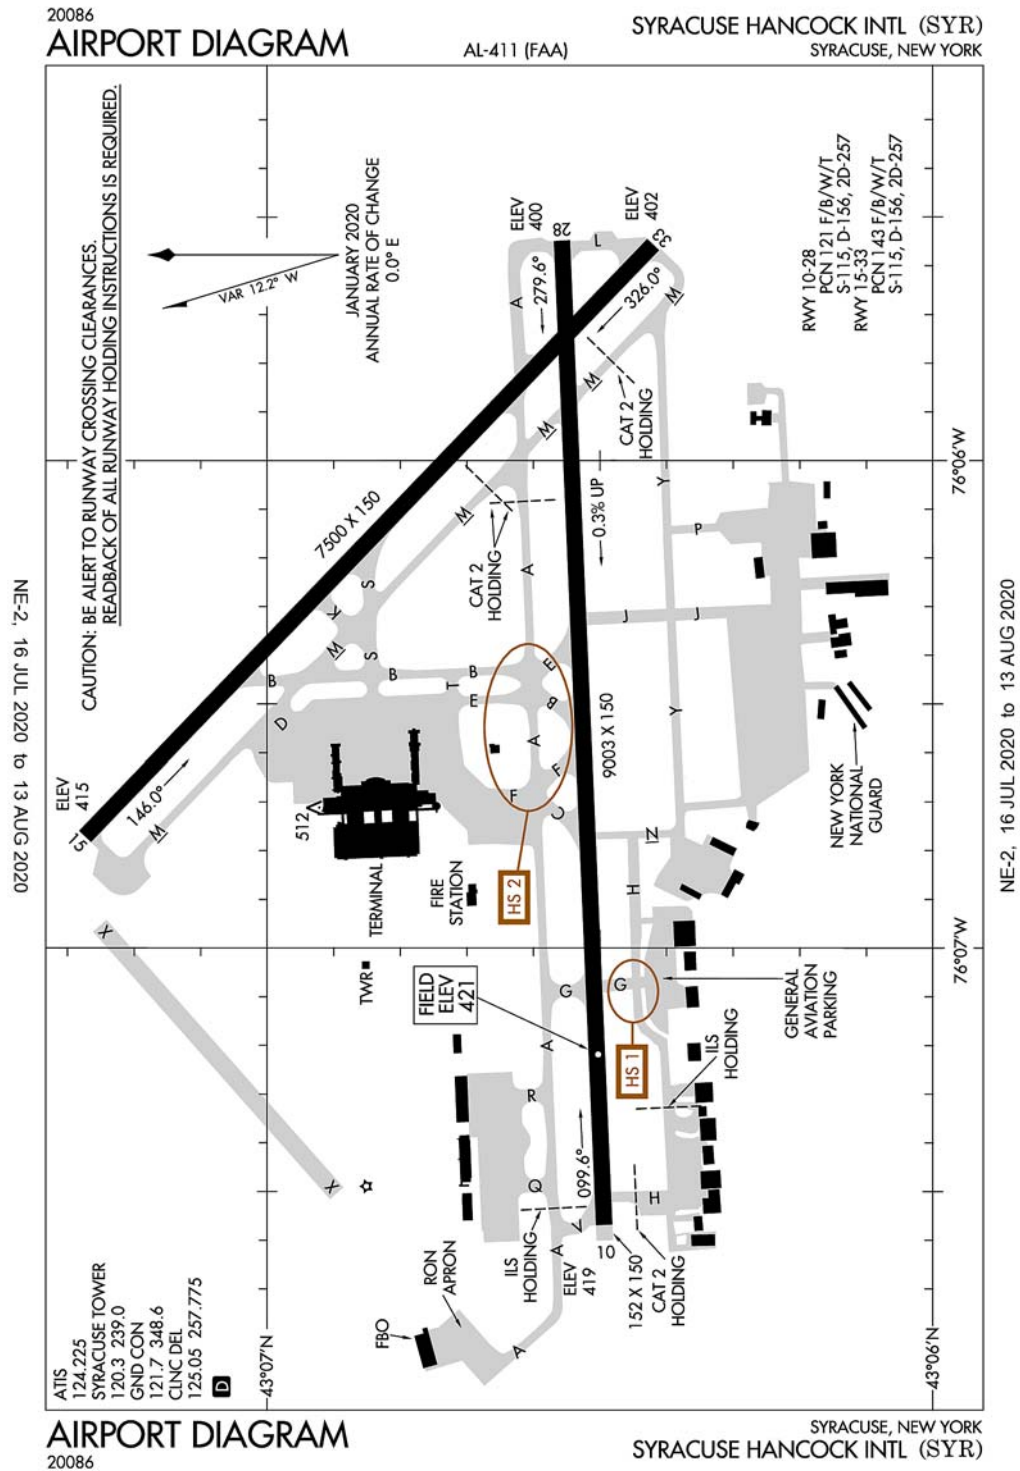 20086
AIRPORT DIAGRAM
AL-411 (FAA)
SYRACUSE HANCOCK INTL (SYR)
SYRACUSE, NEW YORK
CAUTION: BE ALERT TO RUNWAY CROSSING CLEARANCES.
READBACK OF ALL RUNWAY HOLDING INSTRUCTIONS IS REQUIRED.
VAR 12.2° W
JANUARY 2020
ANNUAL RATE OF CHANGE
0.0° E
ELEV
400
28
ELEV
402
33
L
A
279.6°
326.0°
M
RWY 10-28
PCN 121 F/B/W/T
S-115, D-156, 2D-257
RWY 15-33
PCN 143 F/B/W/T
S-115, D-156, 2D-257
M
CAT 2
HOLDING
M
76°06'W
7500 X 150
M
CAT 2
HOLDING
0.3% UP
Y
P
A
S
K
M
S
J
J
B
B
B
T
E
E
B
D
A
F
F
C
Y
9003 X 150
NEW YORK
NATIONAL
GUARD
ELEV
415
15
146.0°
M
512
TERMINAL
FIRE
STATION
HS 2
N
H
X
X
76°07'W
TWR
FIELD
ELEV
421
G
G
HS 1
GENERAL
AVIATION
PARKING
ILS
HOLDING
A
R
Q
099.6°
H
V
A
10
ILS
HOLDING
ELEV
419
152 X 150
CAT 2
HOLDING
RON
APRON
FBO
A
ATIS
124.225
SYRACUSE TOWER
120.3 239.0
GND CON
121.7 348.6
CLNC DEL
125.05 257.775
D
43°07'N
43°06'N
NE-2, 16 JUL 2020 to 13 AUG 2020
NE-2, 16 JUL 2020 to 13 AUG 2020
AIRPORT DIAGRAM
20086
SYRACUSE, NEW YORK
SYRACUSE HANCOCK INTL (SYR)